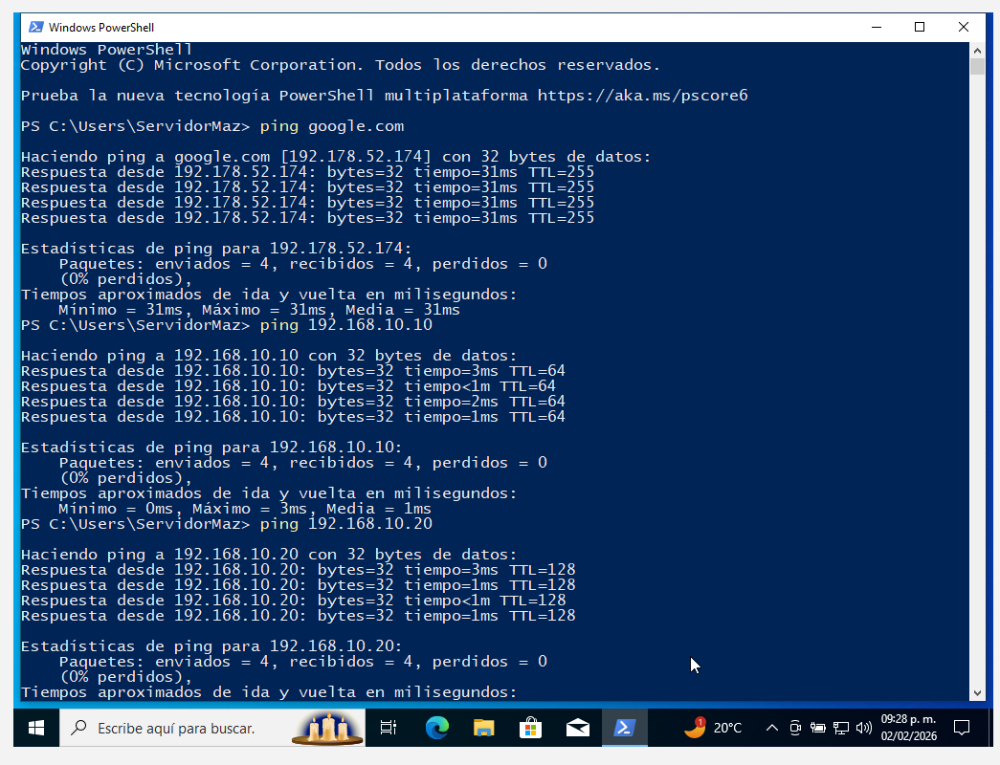 Windows PowerShell
Windows PowerShell
Copyright (C) Microsoft Corporation. Todos los derechos reservados.
Prueba la nueva tecnología PowerShell multiplataforma https://aka.ms/pscore6
PS C:\Users\ServidorMaz> ping google.com
Haciendo ping a google.com [192.178.52.174] con 32 bytes de datos:
Respuesta desde 192.178.52.174: bytes=32 tiempo=31ms TTL=255
Respuesta desde 192.178.52.174: bytes=32 tiempo=31ms TTL=255
Respuesta desde 192.178.52.174: bytes=32 tiempo=31ms TTL=255
Respuesta desde 192.178.52.174: bytes=32 tiempo=31ms TTL=255
Estadísticas de ping para 192.178.52.174:
    Paquetes: enviados = 4, recibidos = 4, perdidos = 0
    (0% perdidos),
Tiempos aproximados de ida y vuelta en milisegundos:
    Mínimo = 31ms, Máximo = 31ms, Media = 31ms
PS C:\Users\ServidorMaz> ping 192.168.10.10
Haciendo ping a 192.168.10.10 con 32 bytes de datos:
Respuesta desde 192.168.10.10: bytes=32 tiempo=3ms TTL=64
Respuesta desde 192.168.10.10: bytes=32 tiempo<1m TTL=64
Respuesta desde 192.168.10.10: bytes=32 tiempo=2ms TTL=64
Respuesta desde 192.168.10.10: bytes=32 tiempo=1ms TTL=64
Estadísticas de ping para 192.168.10.10:
    Paquetes: enviados = 4, recibidos = 4, perdidos = 0
    (0% perdidos),
Tiempos aproximados de ida y vuelta en milisegundos:
    Mínimo = 0ms, Máximo = 3ms, Media = 1ms
PS C:\Users\ServidorMaz> ping 192.168.10.20
Haciendo ping a 192.168.10.20 con 32 bytes de datos:
Respuesta desde 192.168.10.20: bytes=32 tiempo=3ms TTL=128
Respuesta desde 192.168.10.20: bytes=32 tiempo=1ms TTL=128
Respuesta desde 192.168.10.20: bytes=32 tiempo<1m TTL=128
Respuesta desde 192.168.10.20: bytes=32 tiempo=1ms TTL=128
Estadísticas de ping para 192.168.10.20:
    Paquetes: enviados = 4, recibidos = 4, perdidos = 0
    (0% perdidos),
Tiempos aproximados de ida y vuelta en milisegundos:
Escribe aquí para buscar.
1
20°C
09:28 p. m.
02/02/2026